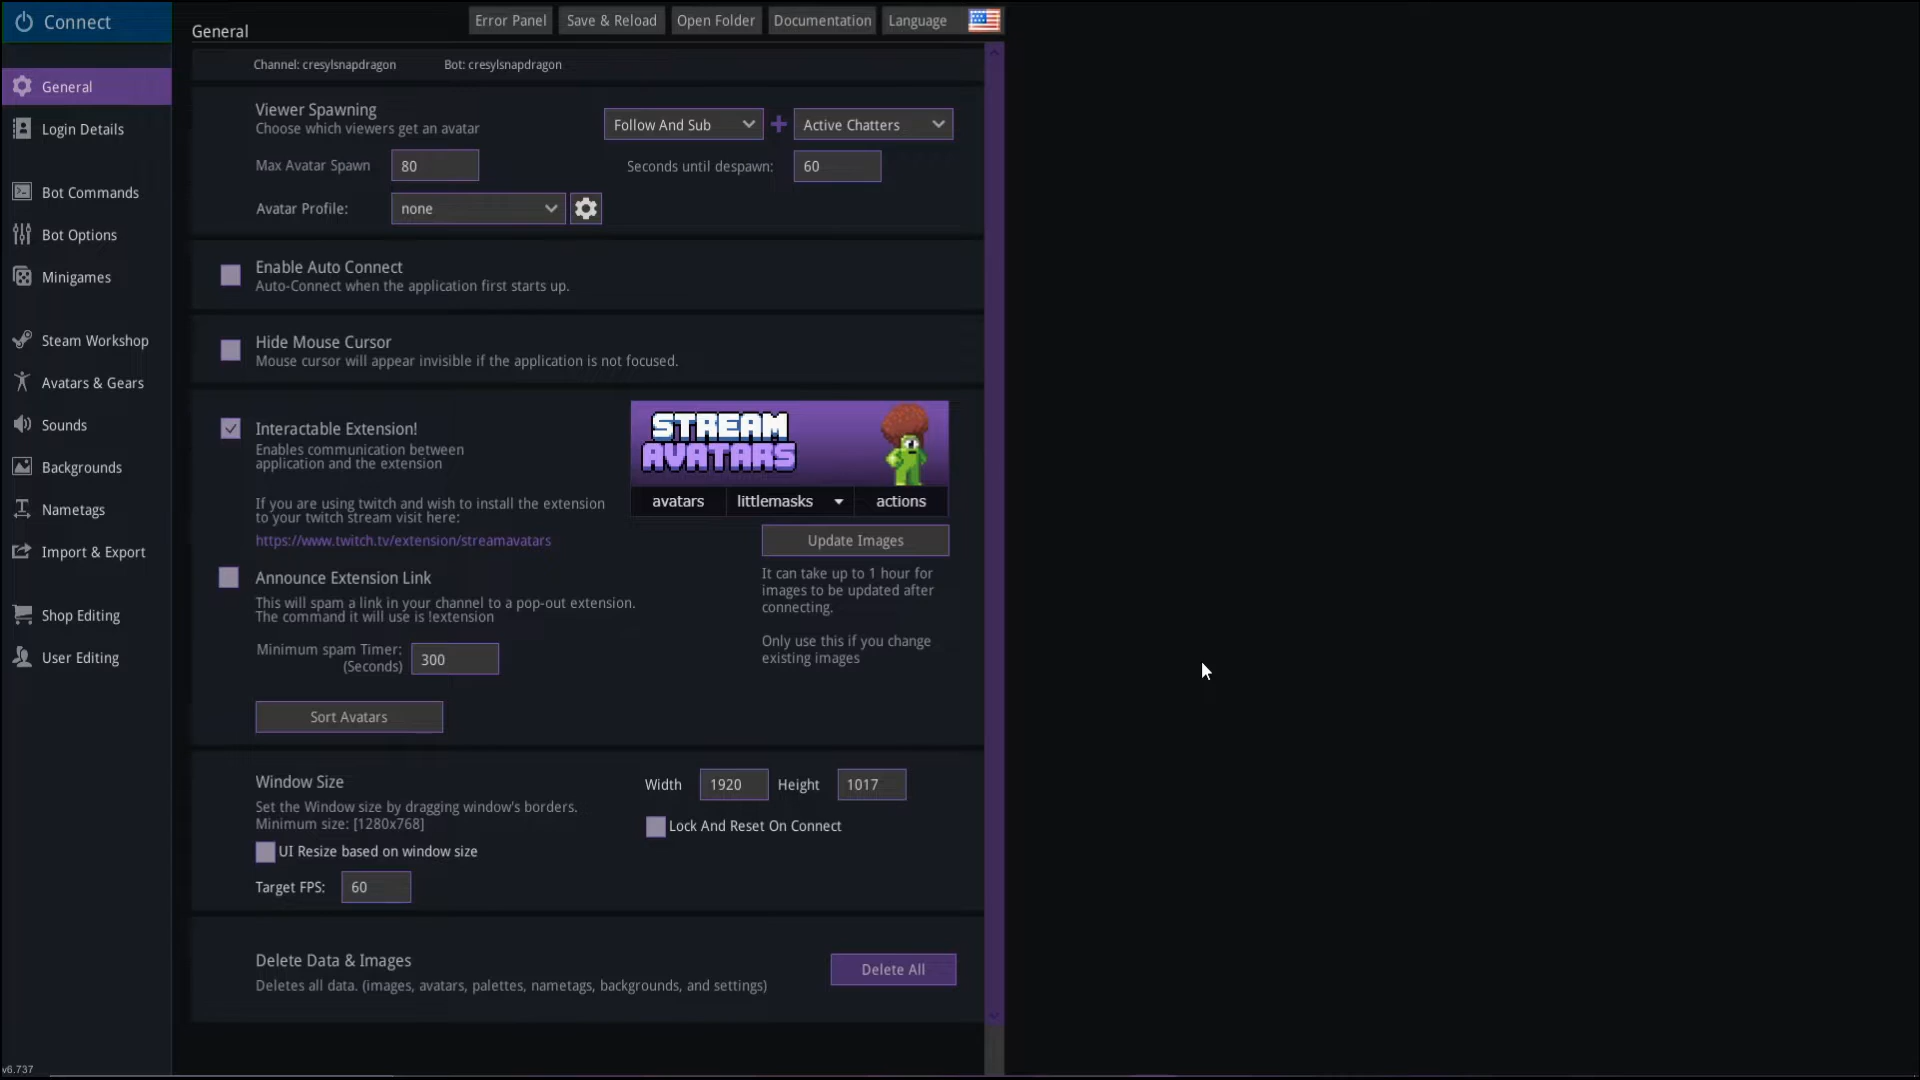 Connect
General
Error Panel
Save & Reload
Open Folder
Documentation
Language
Channel: cresylsnapdragon
Bot: cresylsnapdragon
General
Login Details
Bot Commands
Bot Options
Minigames
Steam Workshop
Avatars & Gears
Sounds
Backgrounds
Nametags
Import & Export
Shop Editing
User Editing
v6.737
Viewer Spawning
Choose which viewers get an avatar
Follow And Sub
+
Active Chatters
Max Avatar Spawn
80
Seconds until despawn:
60
Avatar Profile:
none
Enable Auto Connect
Auto-Connect when the application first starts up.
Hide Mouse Cursor
Mouse cursor will appear invisible if the application is not focused.
Interactable Extension!
Enables communication between
application and the extension
If you are using twitch and wish to install the extension
to your twitch stream visit here:
https://www.twitch.tv/extension/streamavatars
STREAM
AVATARS
avatars
littlemasks
actions
Update Images
It can take up to 1 hour for
images to be updated after
connecting.
Only use this if you change
existing images
Announce Extension Link
This will spam a link in your channel to a pop-out extension.
The command it will use is !extension
Minimum spam Timer:
(Seconds)
300
Sort Avatars
Window Size
Set the Window size by dragging window's borders.
Minimum size: [1280x768]
Width
1920
Height
1017
Lock And Reset On Connect
UI Resize based on window size
Target FPS:
60
Delete Data & Images
Deletes all data. (images, avatars, palettes, nametags, backgrounds, and settings)
Delete All